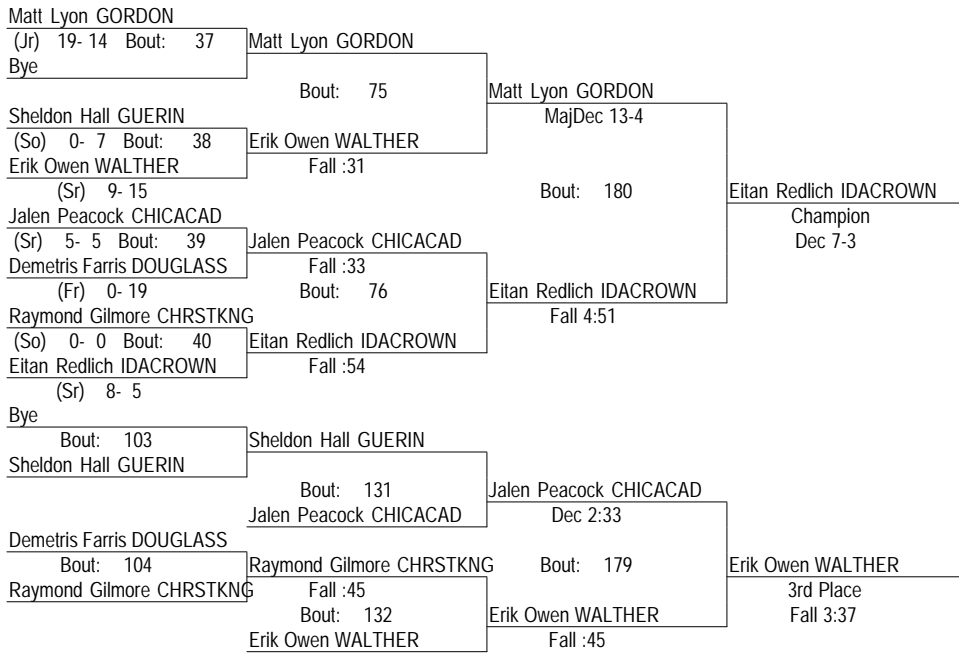 Matt Lyon GORDON
(Jr) 19- 14 Bout: 37 Matt Lyon GORDON
Bye
Bout: 75 Matt Lyon GORDON
Sheldon Hall GUERIN MajDec 13-4
(So) 0- 7 Bout: 38 Erik Owen WALTHER
Erik Owen WALTHER Fall :31
(Sr) 9- 15 Bout: 180 Eitan Redlich IDACROWN
Jalen Peacock CHICACAD Champion
(Sr) 5- 5 Bout: 39 Jalen Peacock CHICACAD Dec 7-3
Demetris Farris DOUGLASS Fall :33
(Fr) 0- 19 Bout: 76 Eitan Redlich IDACROWN
Raymond Gilmore CHRSTKNG Fall 4:51
(So) 0- 0 Bout: 40 Eitan Redlich IDACROWN
Eitan Redlich IDACROWN Fall :54
(Sr) 8- 5
Bye
Bout: 103 Sheldon Hall GUERIN
Sheldon Hall GUERIN
Bout: 131 Jalen Peacock CHICACAD
Jalen Peacock CHICACAD Dec 2:33
Demetris Farris DOUGLASS
Bout: 104 Raymond Gilmore CHRSTKNG Bout: 179 Erik Owen WALTHER
Raymond Gilmore CHRSTKNG Fall :45 3rd Place
Bout: 132 Erik Owen WALTHER Fall 3:37
Erik Owen WALTHER Fall :45